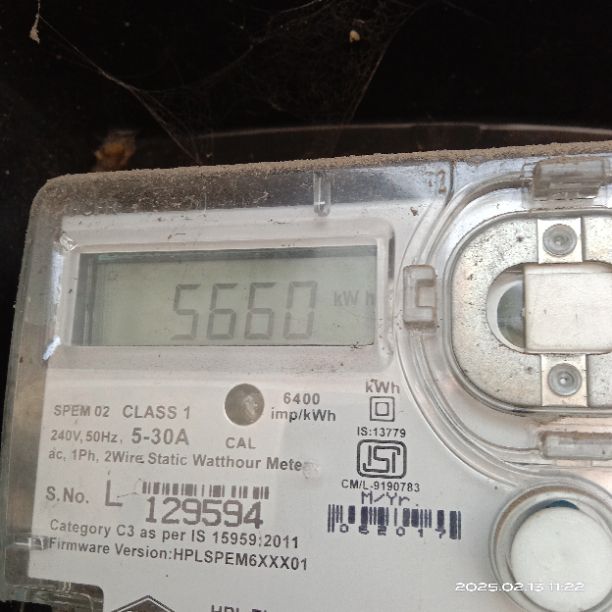 5660 kWh
SPEM 02 CLASS 1
6400
imp/kWh
kWh
240V, 50Hz, 5-30A CAL
ac, 1Ph, 2Wire Static Watthour Mete
IS:13779
CM/L-9190783
S.No. L 129594
M/Yr.
062017
Category C3 as per IS 15959:2011
Firmware Version:HPLSPEM6XXX01
2025.02.13 11:22